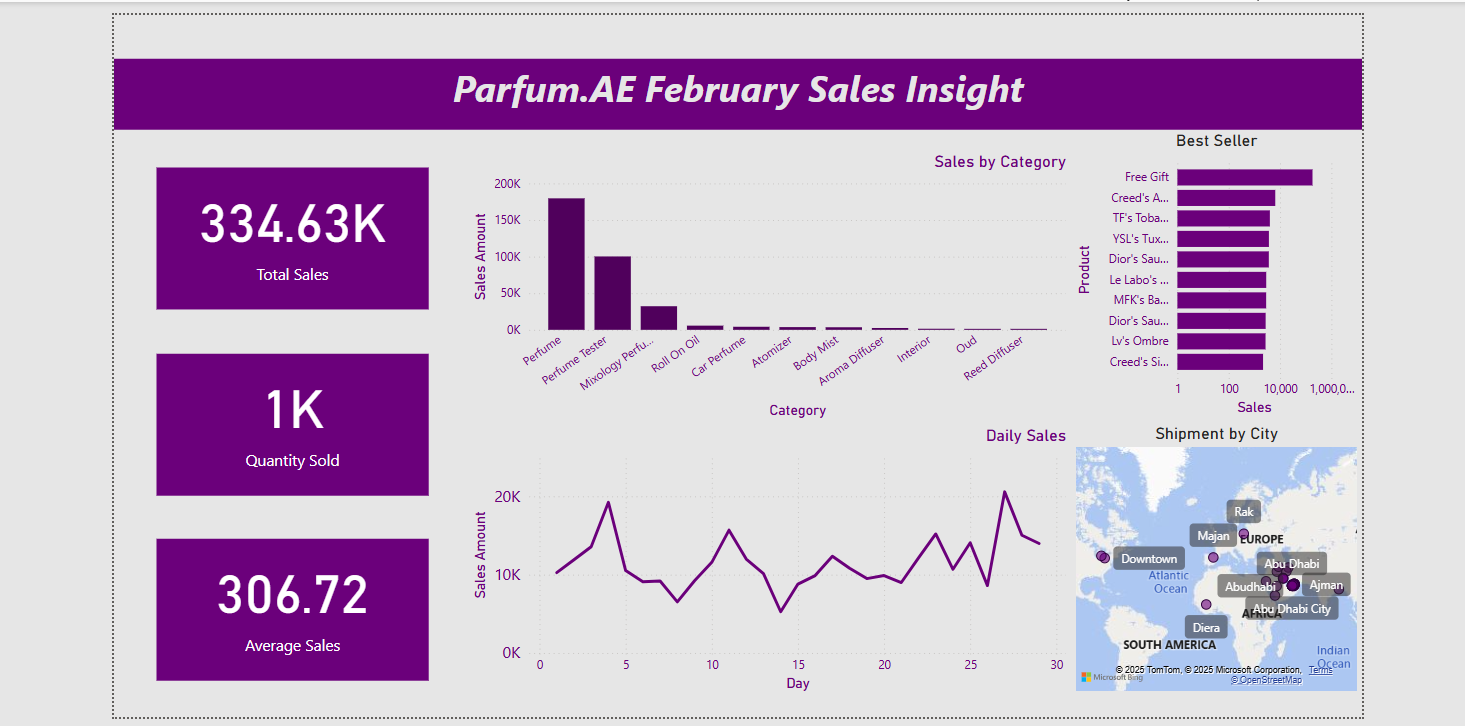 Parfum.AE February Sales Insight
334.63K
Total Sales
1K
Quantity Sold
306.72
Average Sales
Sales by Category
Sales Amount
200K
150K
100K
50K
0K
Perfume
Perfume Tester
Mixology Perfu...
Roll On Oil
Car Perfume
Atomizer
Body Mist
Aroma Diffuser
Interior
Oud
Reed Diffuser
Category
Best Seller
Product
Free Gift
Creed's A...
TF's Toba...
YSL's Tux...
Dior's Sau...
Le Labo's ...
MFK's Ba...
Dior's Sau...
Lv's Ombre
Creed's Si...
1 100 10,000 1,000,0...
Sales
Daily Sales
Sales Amount
20K
10K
0K
0 5 10 15 20 25 30
Day
Shipment by City
Rak
Majan
EUROPE
Downtown
Abu Dhabi
Atlantic
Ocean
Abudhabi
Ajman
Abu Dhabi City
AFRICA
Diera
SOUTH AMERICA
Indian
Ocean
© 2025 TomTom, © 2025 Microsoft Corporation, Terms
© OpenStreetMap
Microsoft Bing